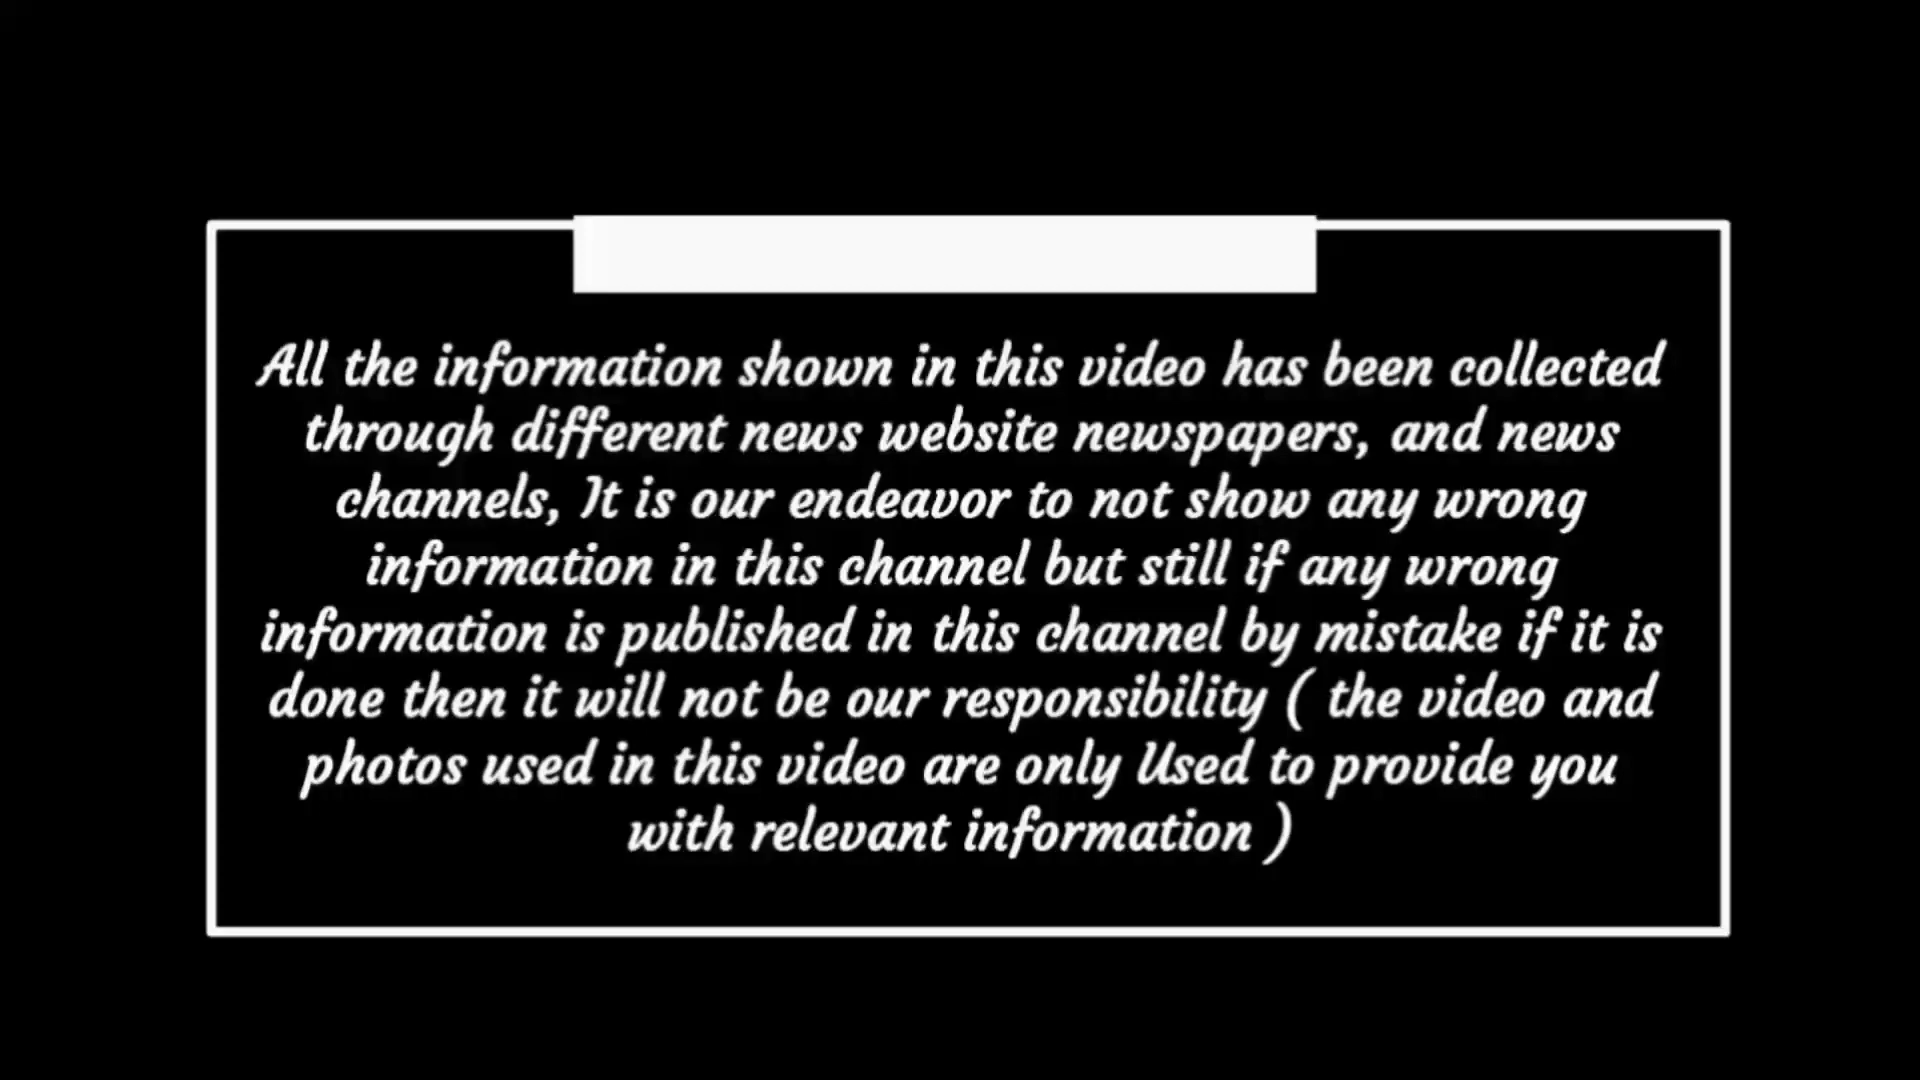 All the information shown in this video has been collected
through different news website newspapers, and news
channels, It is our endeavor to not show any wrong
information in this channel but still if any wrong
information is published in this channel by mistake if it is
done then it will not be our responsibility ( the video and
photos used in this video are only Used to provide you
with relevant information )